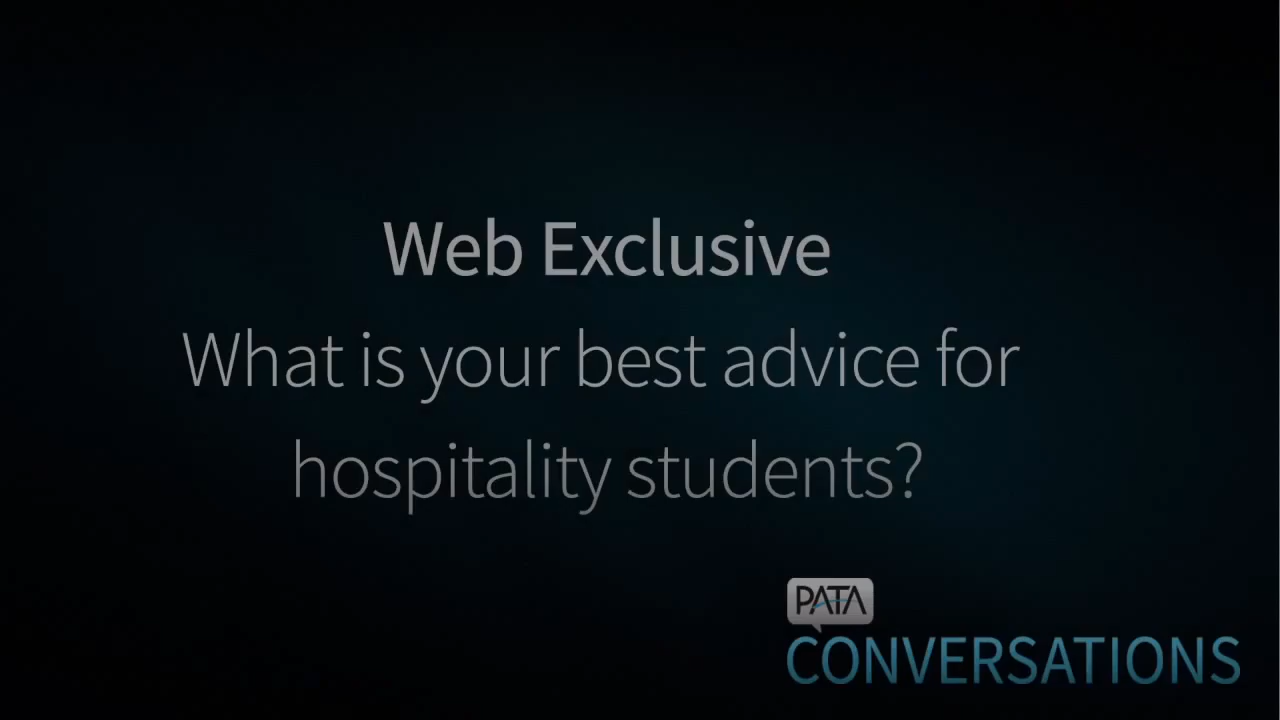 Web Exclusive
What is your best advice for
hospitality students?
PATA
CONVERSATIONS